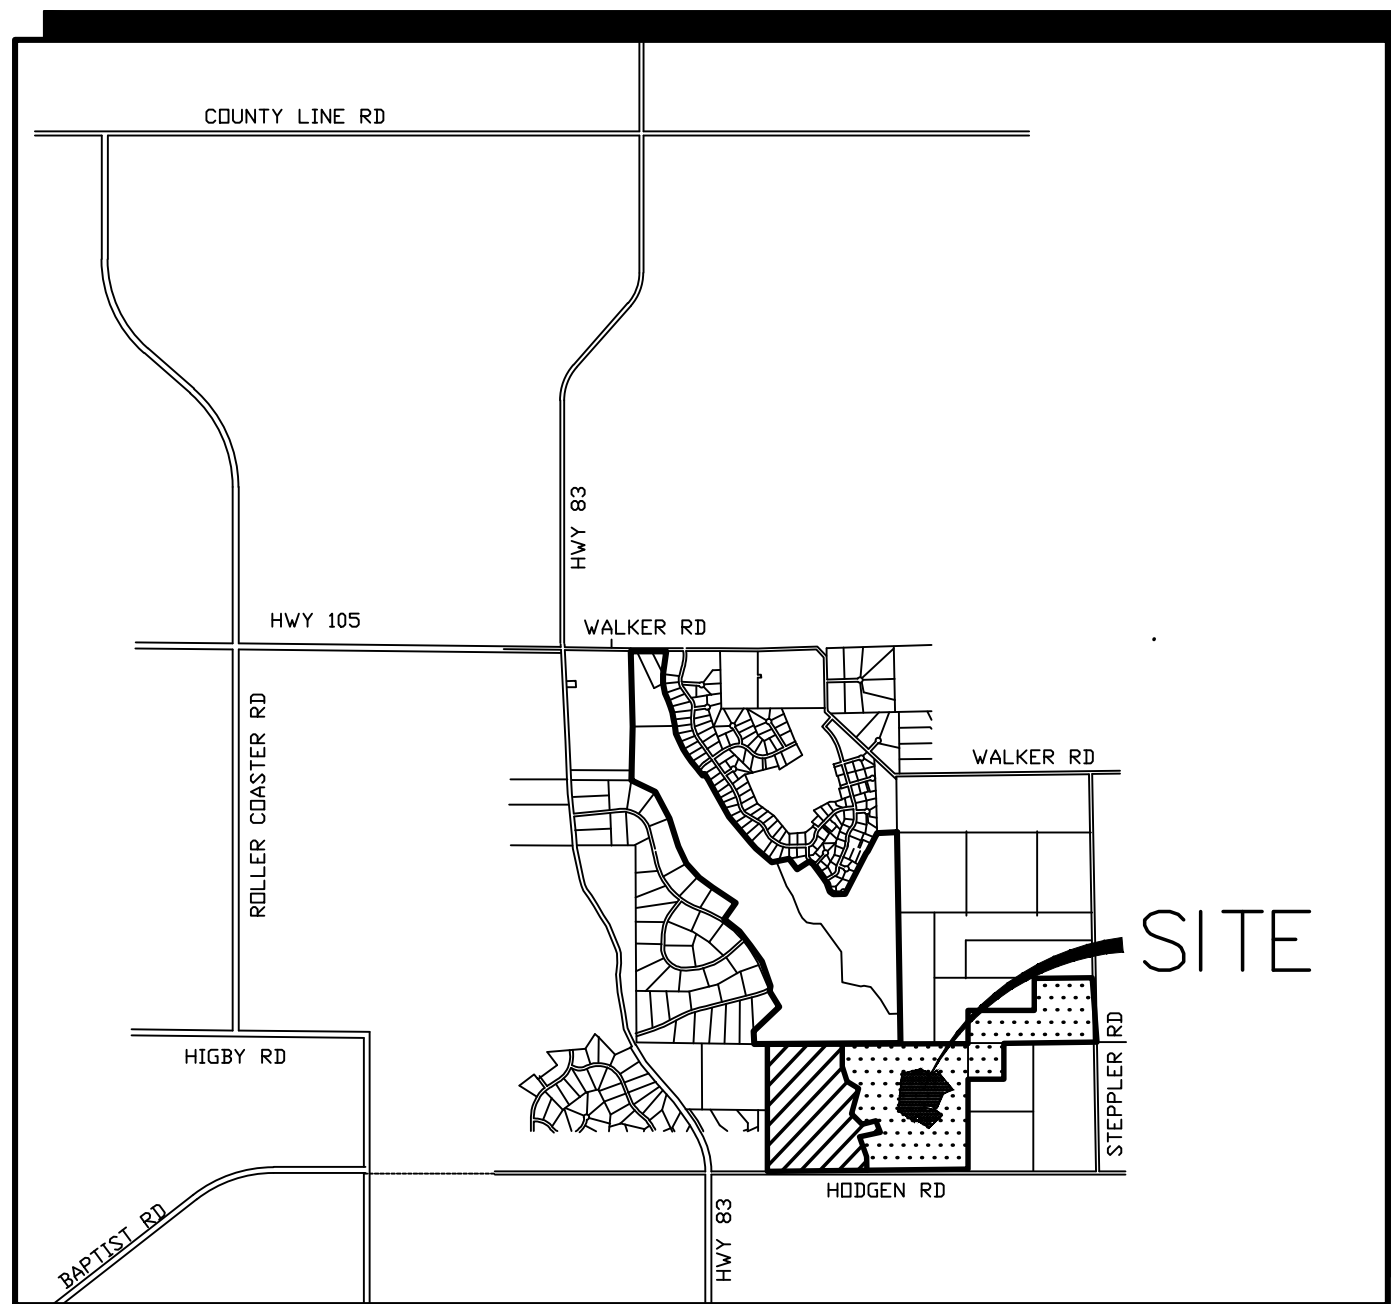 COUNTY LINE RD
HWY 83
HWY 105
WALKER RD
ROLLER COASTER RD
WALKER RD
SITE
STEPPLER RD
HIGBY RD
HODGEN RD
BAPTIST RD
HWY 83